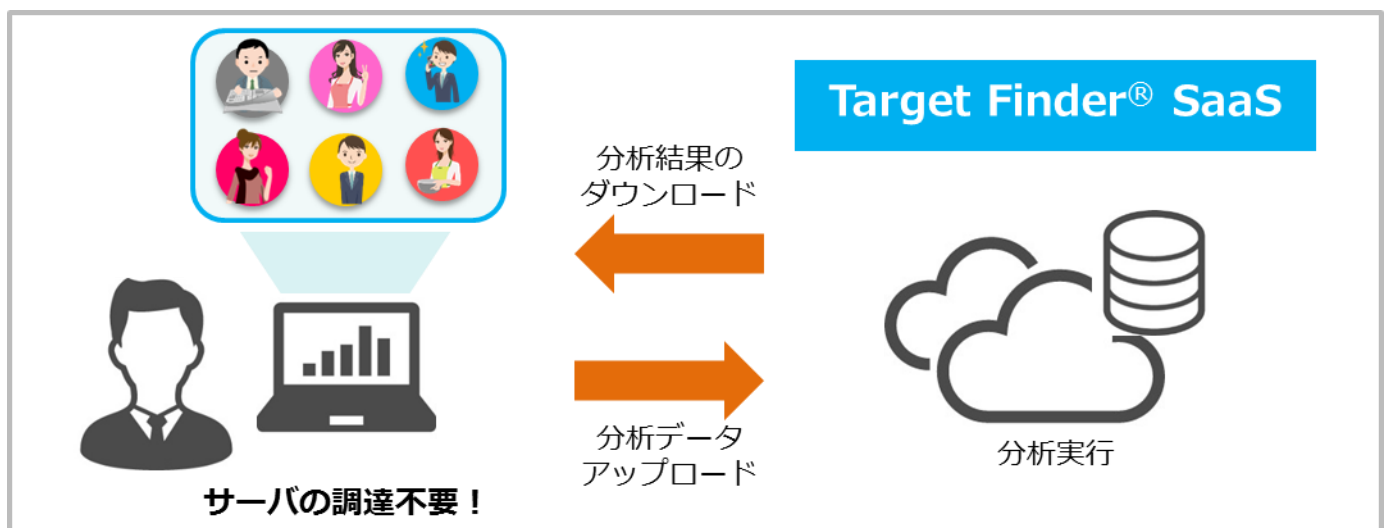 Target Finder® SaaS
分析結果の
ダウンロード
分析データ
アップロード
分析実行
サーバの調達不要！